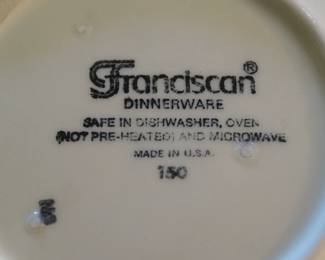 Franciscan®
DINNERWARE
SAFE IN DISHWASHER, OVEN
(NOT PRE-HEATED) AND MICROWAVE
MADE IN U.S.A.
150